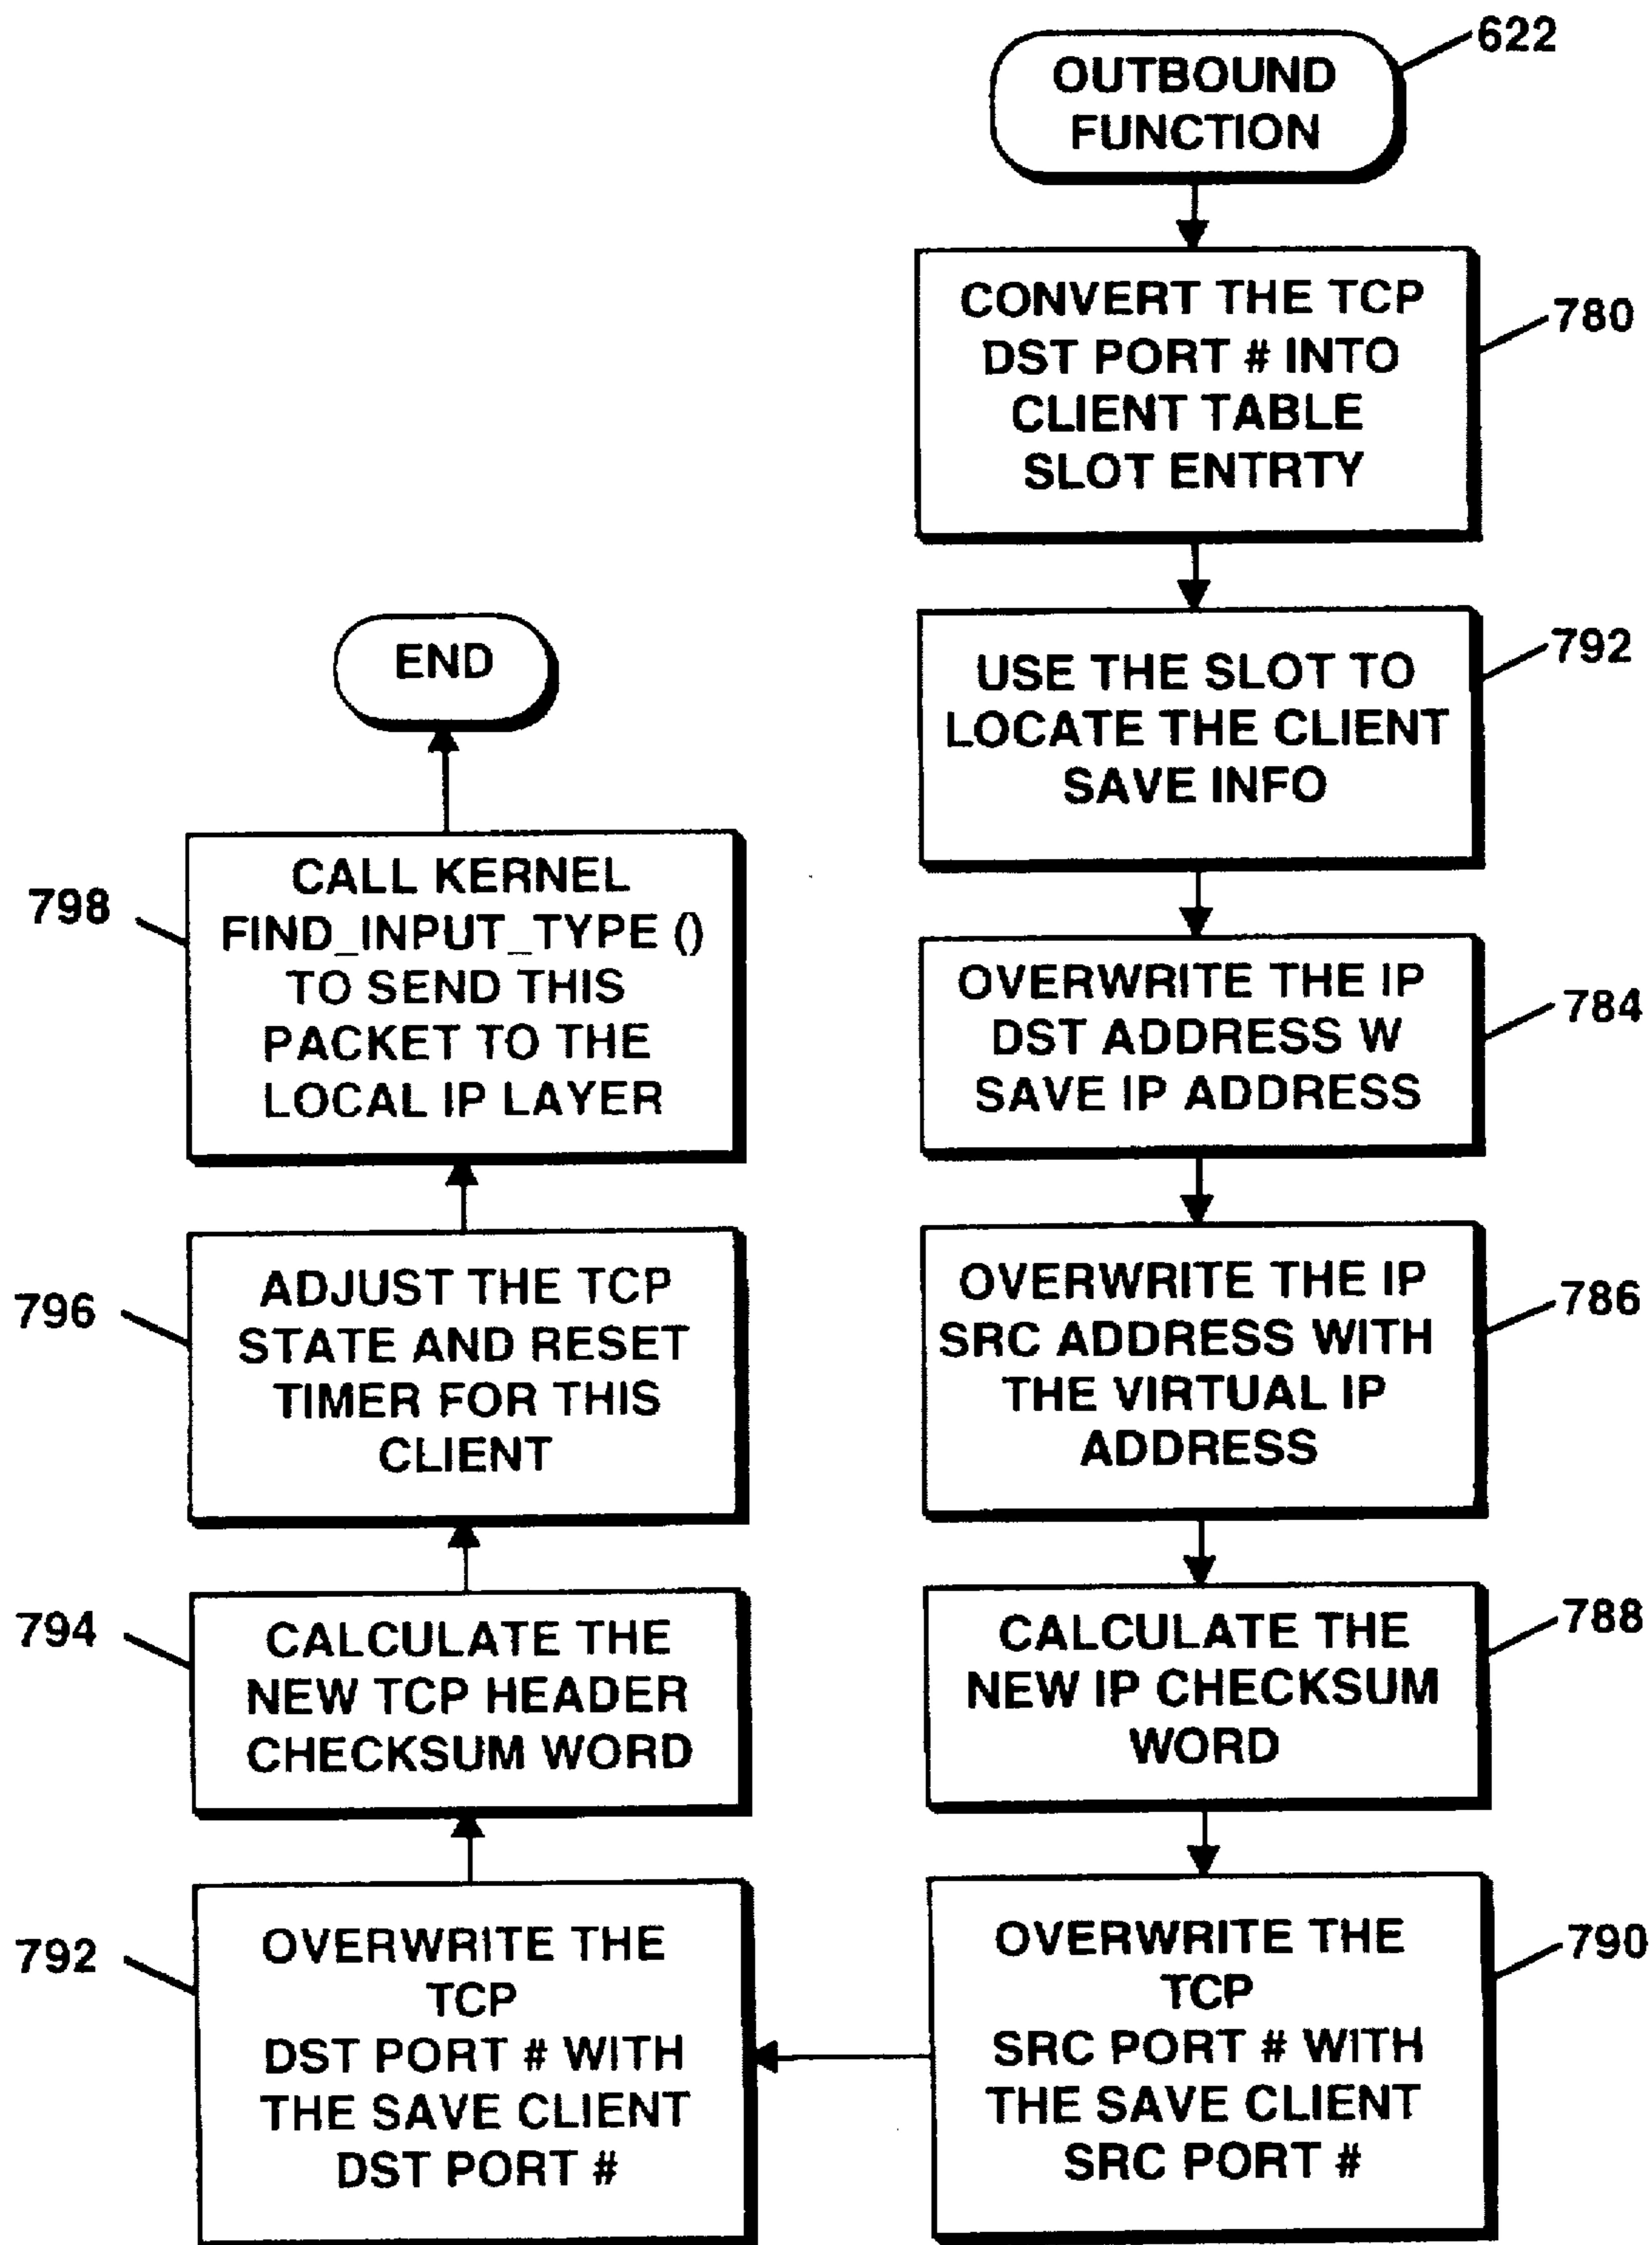 OUTBOUND
FUNCTION
622
CONVERT THE TCP
DST PORT # INTO
CLIENT TABLE
SLOT ENTRTY
780
USE THE SLOT TO
LOCATE THE CLIENT
SAVE INFO
792
OVERWRITE THE IP
DST ADDRESS W
SAVE IP ADDRESS
784
OVERWRITE THE IP
SRC ADDRESS WITH
THE VIRTUAL IP
ADDRESS
786
CALCULATE THE
NEW IP CHECKSUM
WORD
788
OVERWRITE THE
TCP
SRC PORT # WITH
THE SAVE CLIENT
SRC PORT #
790
792
OVERWRITE THE
TCP
DST PORT # WITH
THE SAVE CLIENT
DST PORT #
794
CALCULATE THE
NEW TCP HEADER
CHECKSUM WORD
796
ADJUST THE TCP
STATE AND RESET
TIMER FOR THIS
CLIENT
798
CALL KERNEL
FIND_INPUT_TYPE ()
TO SEND THIS
PACKET TO THE
LOCAL IP LAYER
END